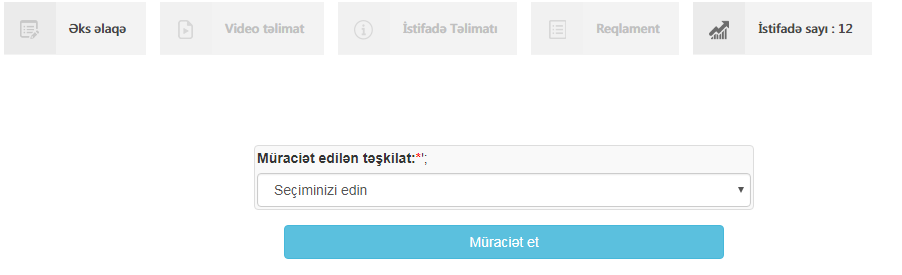 Əks əlaqə
Video təlimat
İstifadə Təlimatı
Reqlament
İstifadə sayı : 12
Müraciət edilən təşkilat:*';
Seçiminizi edin
Müraciət et